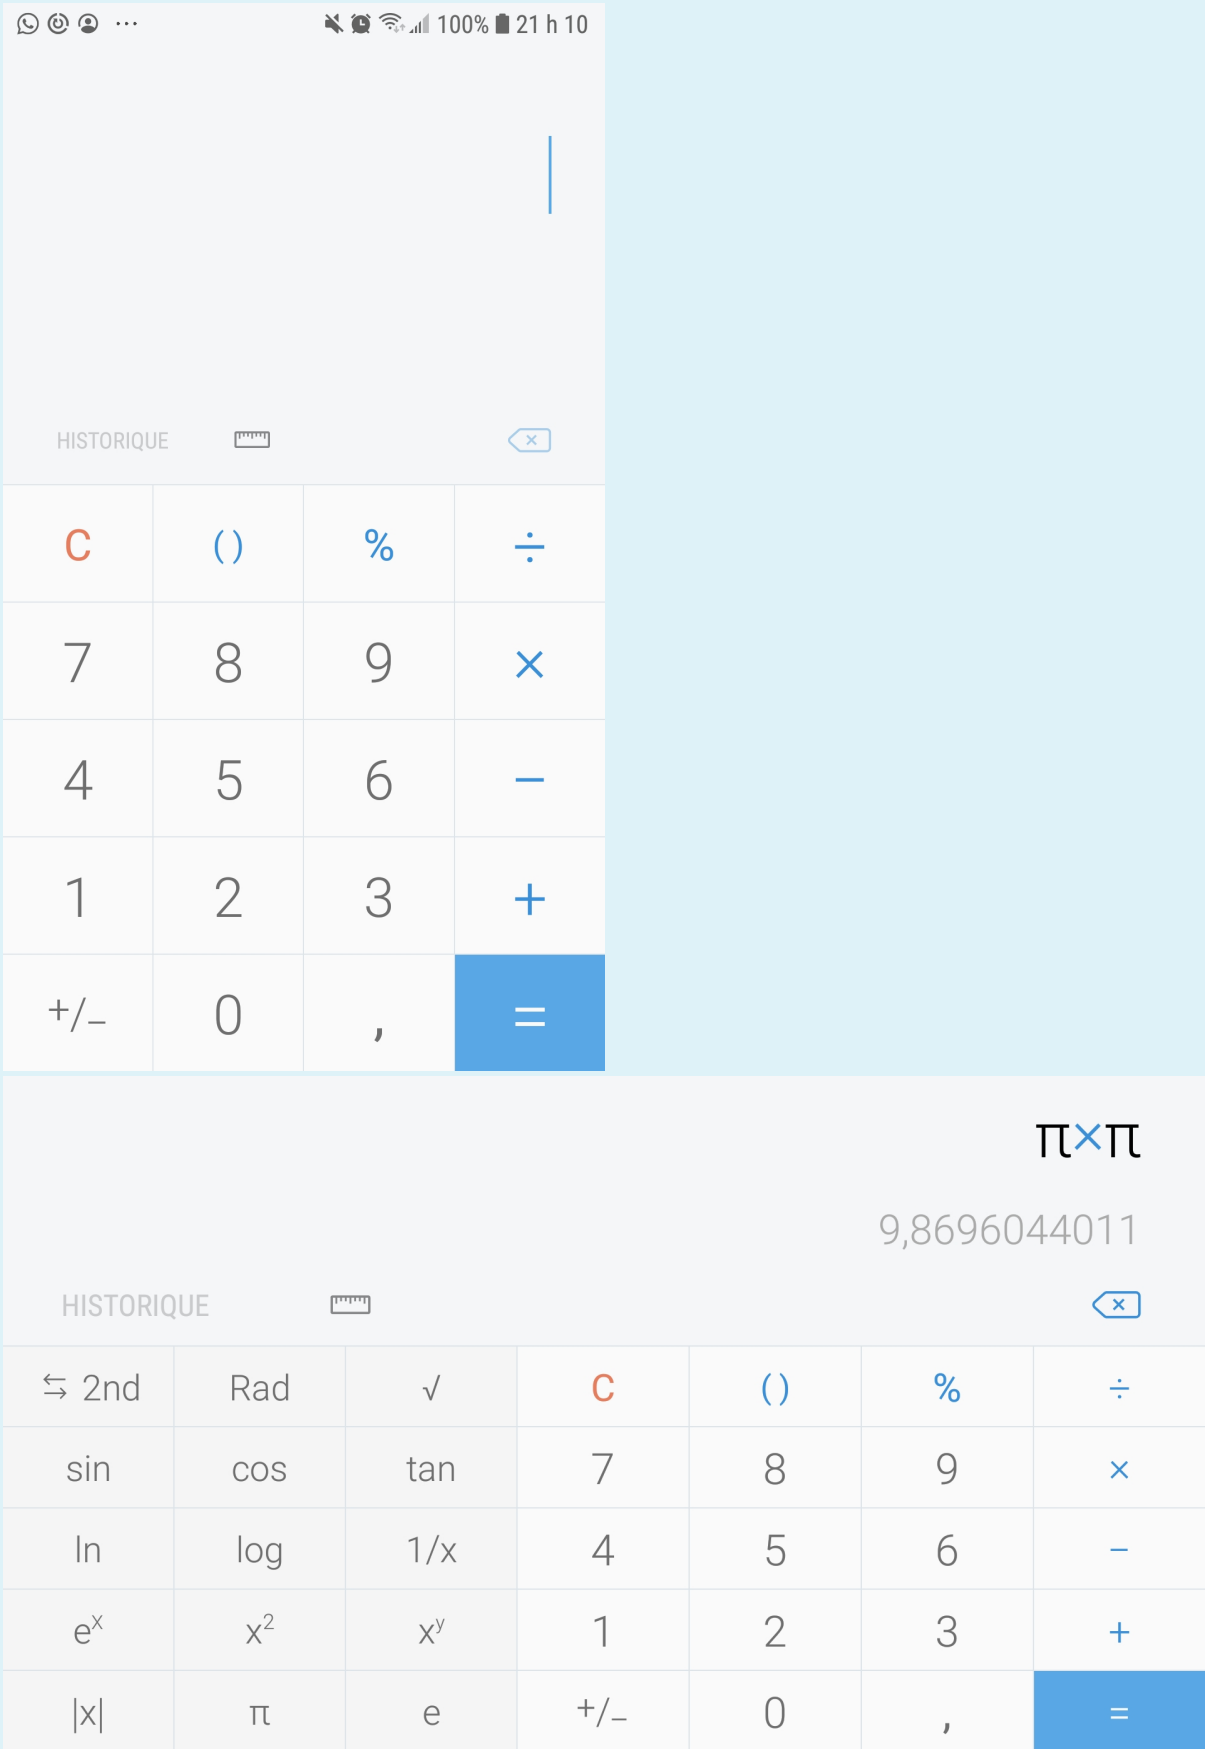 100% 21 h 10
HISTORIQUE
C ( ) % ÷
7 8 9 ×
4 5 6 −
1 2 3 +
+/− 0 , =
π×π
9,8696044011
HISTORIQUE
⇆ 2nd Rad √ C ( ) % ÷
sin cos tan 7 8 9 ×
ln log 1/x 4 5 6 −
eˣ x² xʸ 1 2 3 +
|x| π e +/− 0 , =